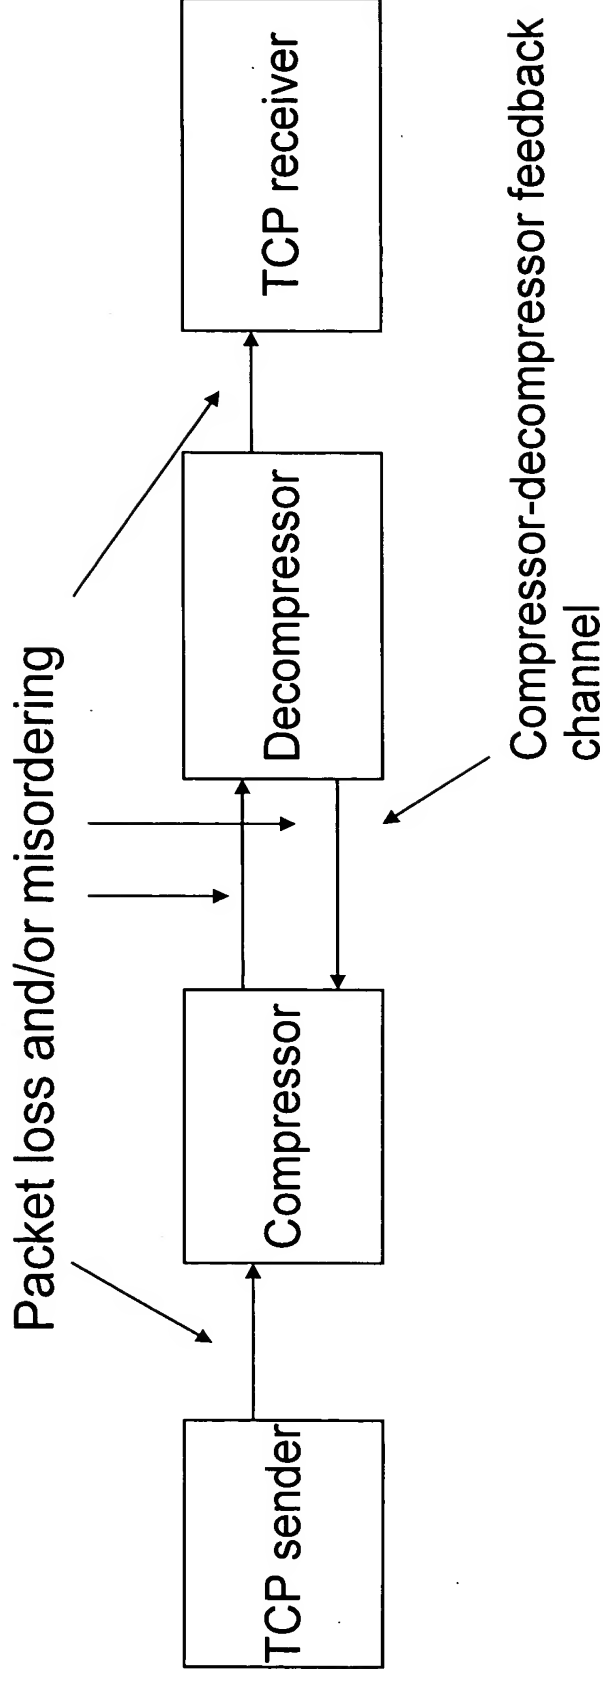 Packet loss and/or misordering
TCP sender
Compressor
Decompressor
TCP receiver
Compressor-decompressor feedback
channel